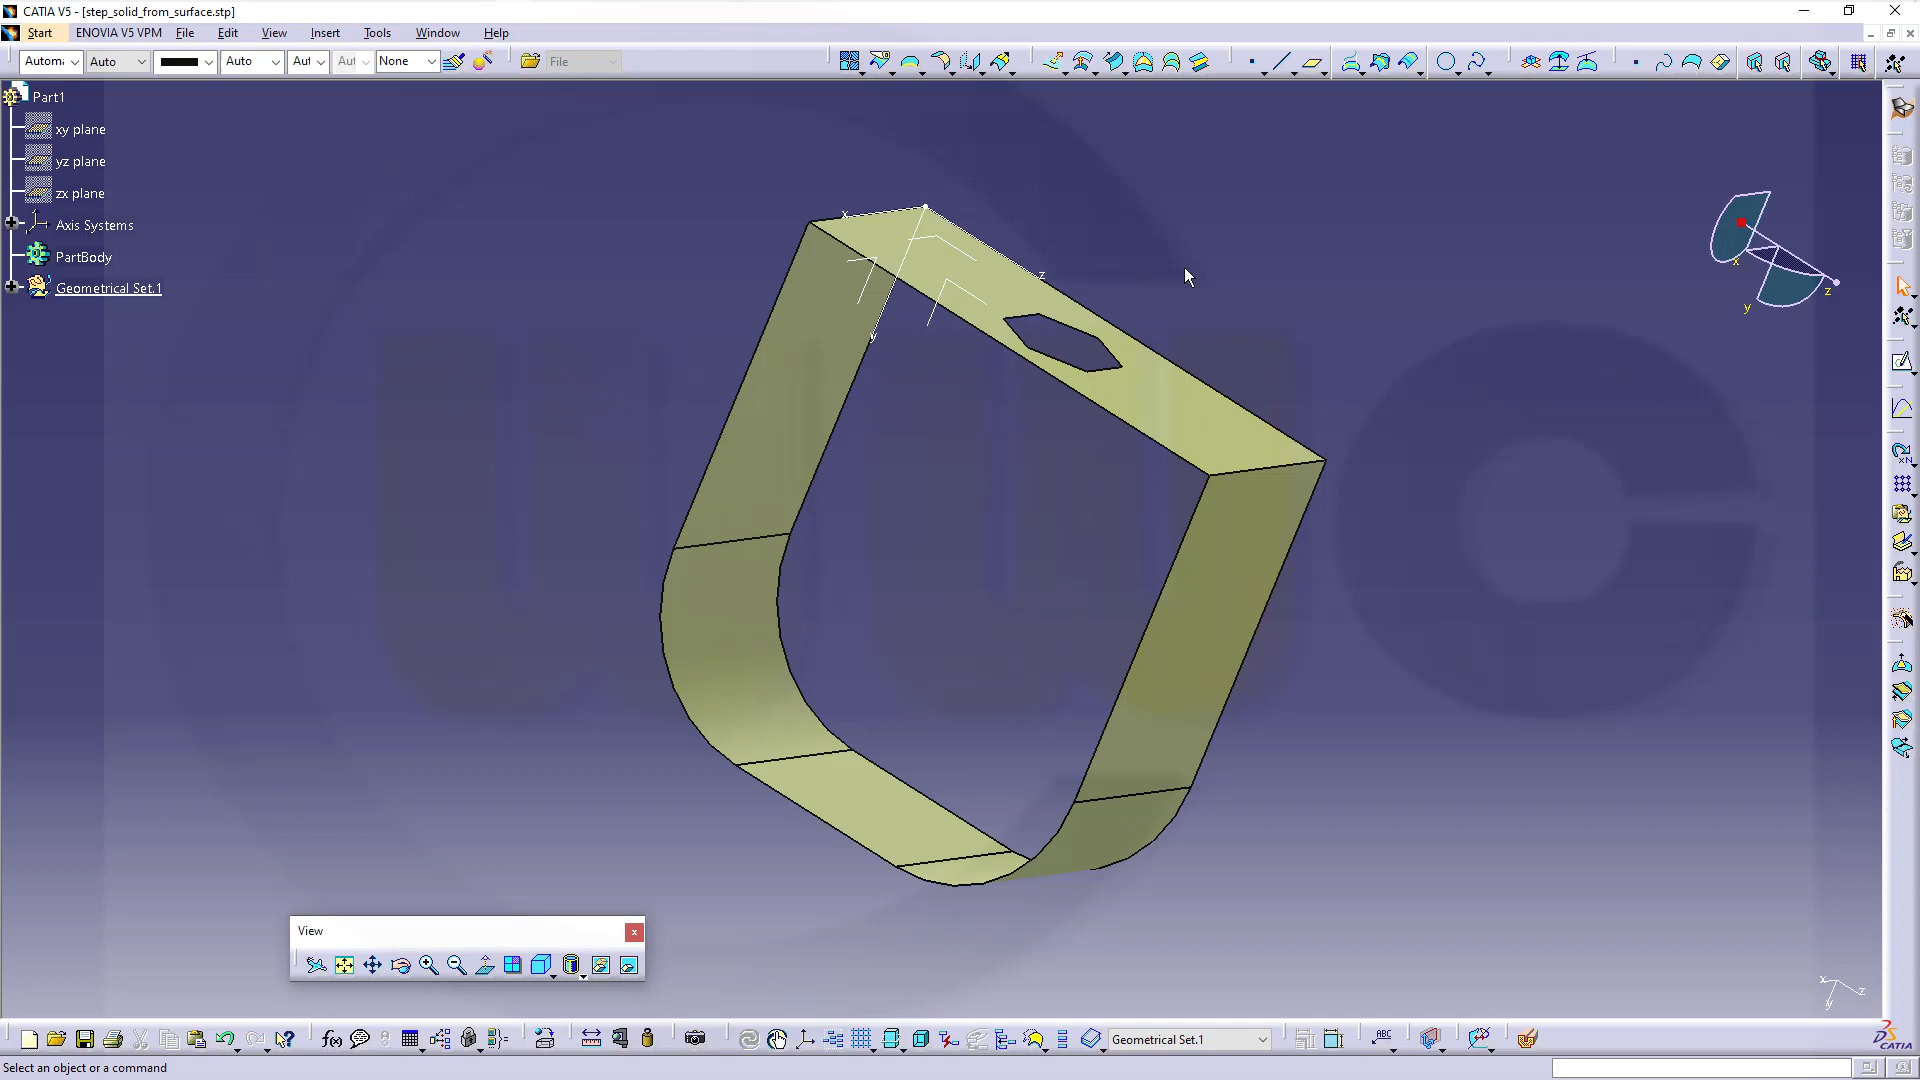 CATIA V5 - [step_solid_from_surface.stp]
Start ENOVIA V5 VPM File Edit View Insert Tools Window Help
Automa Auto Auto Aut Aut None File
Part1
xy plane
yz plane
zx plane
Axis Systems
PartBody
Geometrical Set.1
x
z
y
x
z
y
View
x
z
y
Geometrical Set.1
ABC
CATIA
Select an object or a command